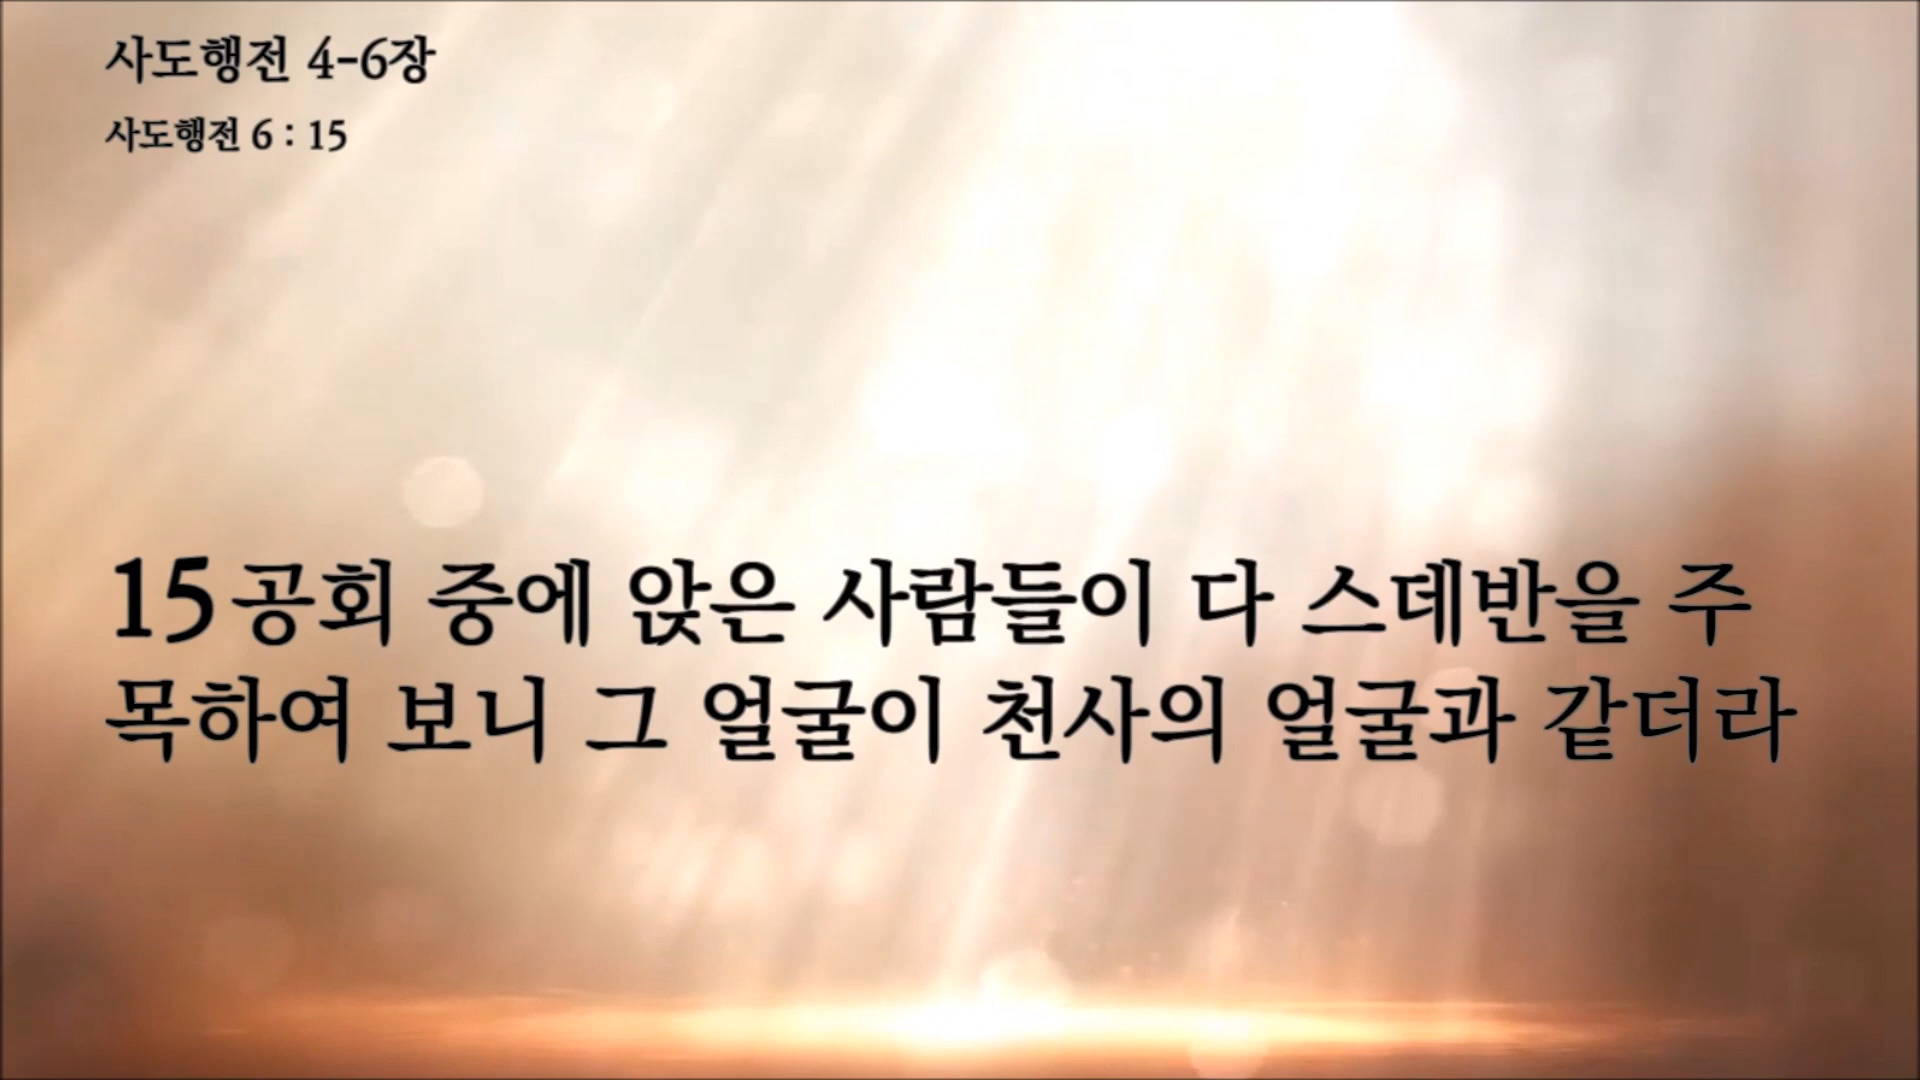 사도행전 4-6장
사도행전 6 : 15
15 공회 중에 앉은 사람들이 다 스데반을 주
목하여 보니 그 얼굴이 천사의 얼굴과 같더라